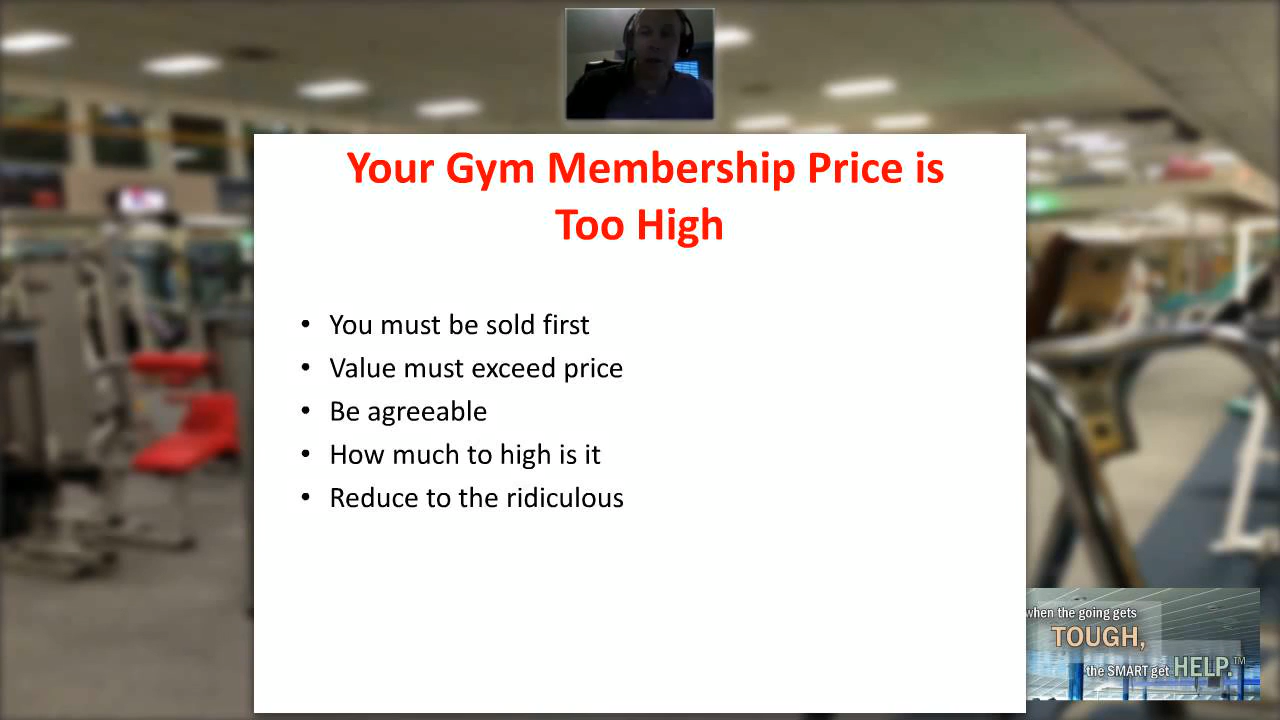 Your Gym Membership Price is
Too High
• You must be sold first
• Value must exceed price
• Be agreeable
• How much to high is it
• Reduce to the ridiculous
when the going gets
TOUGH,
the SMART get HELP.™